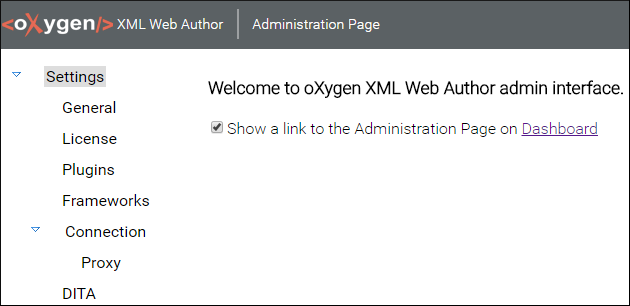 <oXygen/> XML Web Author Administration Page
Settings
General
License
Plugins
Frameworks
Connection
Proxy
DITA
Welcome to oXygen XML Web Author admin interface.
Show a link to the Administration Page on Dashboard